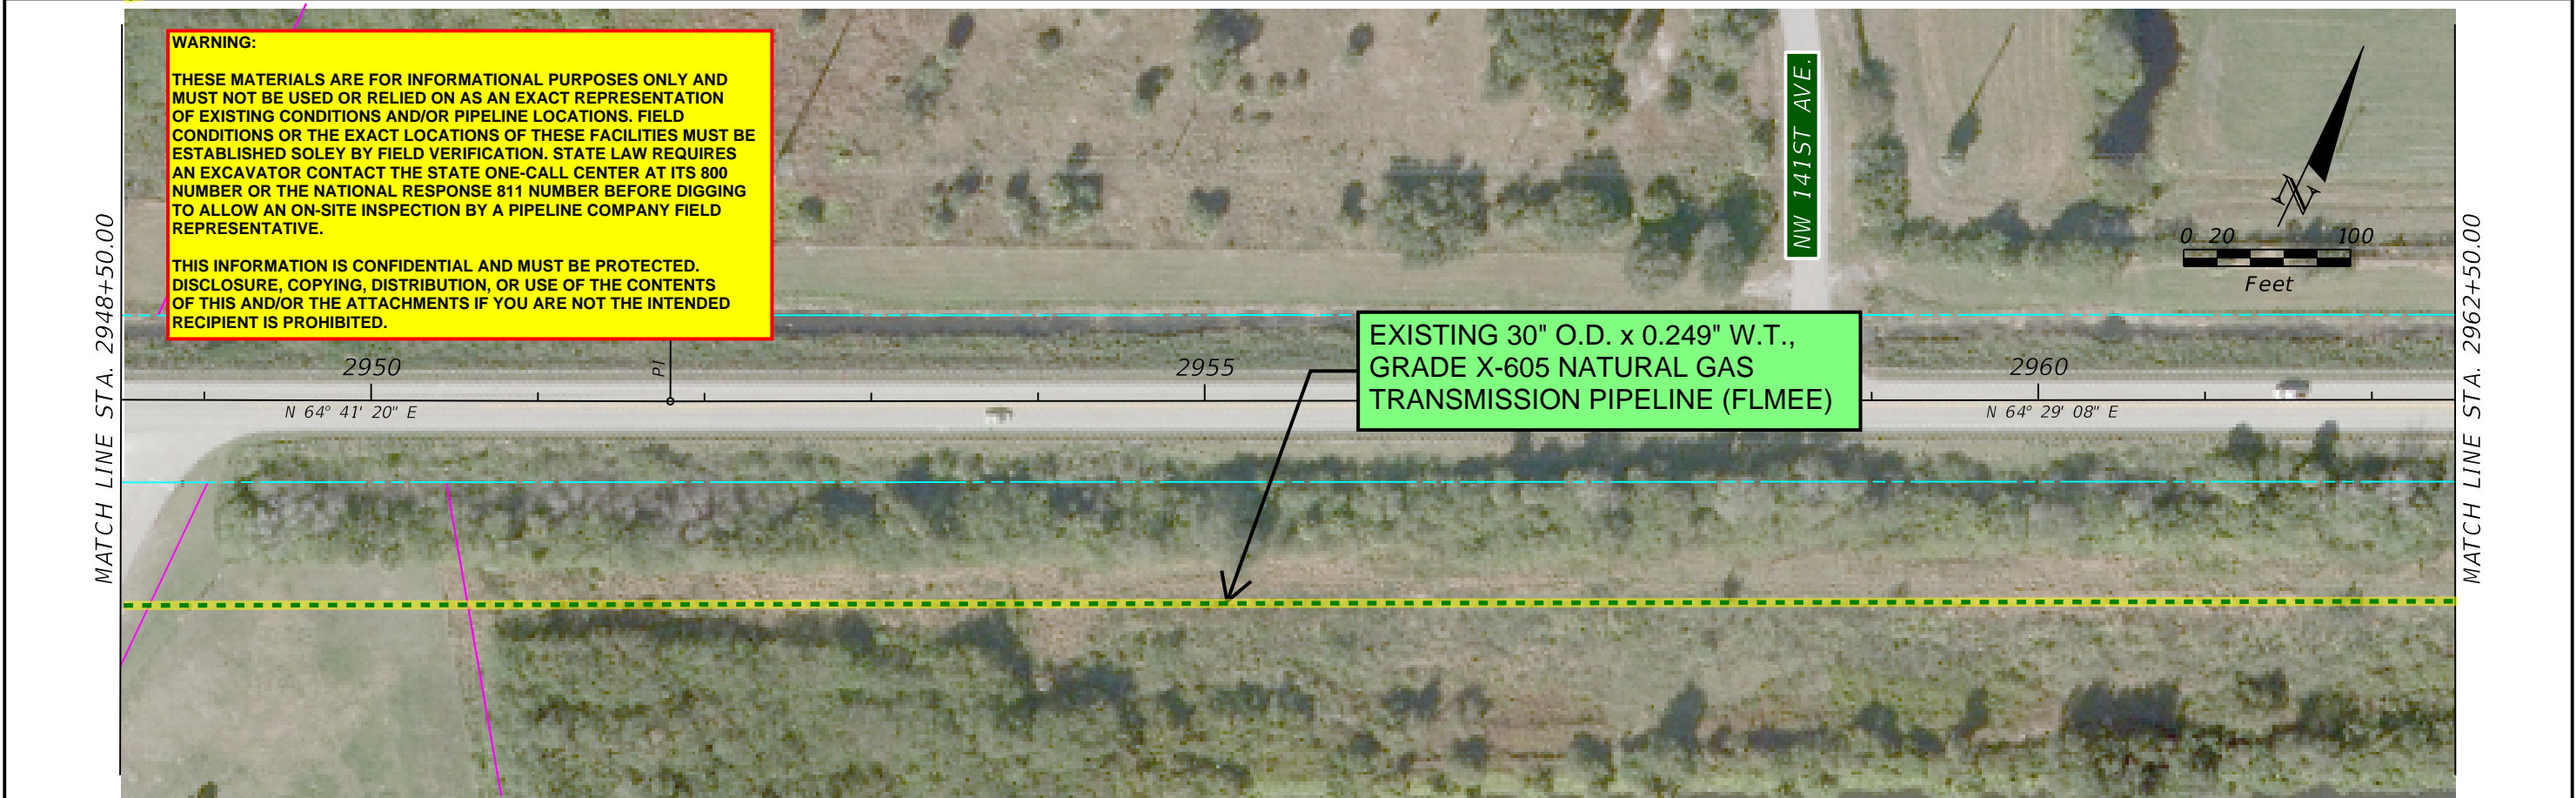 WARNING:
THESE MATERIALS ARE FOR INFORMATIONAL PURPOSES ONLY AND
MUST NOT BE USED OR RELIED ON AS AN EXACT REPRESENTATION
OF EXISTING CONDITIONS AND/OR PIPELINE LOCATIONS. FIELD
CONDITIONS OR THE EXACT LOCATIONS OF THESE FACILITIES MUST BE
ESTABLISHED SOLEY BY FIELD VERIFICATION. STATE LAW REQUIRES
AN EXCAVATOR CONTACT THE STATE ONE-CALL CENTER AT ITS 800
NUMBER OR THE NATIONAL RESPONSE 811 NUMBER BEFORE DIGGING
TO ALLOW AN ON-SITE INSPECTION BY A PIPELINE COMPANY FIELD
REPRESENTATIVE.
THIS INFORMATION IS CONFIDENTIAL AND MUST BE PROTECTED.
DISCLOSURE, COPYING, DISTRIBUTION, OR USE OF THE CONTENTS
OF THIS AND/OR THE ATTACHMENTS IF YOU ARE NOT THE INTENDED
RECIPIENT IS PROHIBITED.
NW 141ST AVE.
N
0 20 100
Feet
MATCH LINE STA. 2948+50.00
MATCH LINE STA. 2962+50.00
EXISTING 30" O.D. x 0.249" W.T.,
GRADE X-605 NATURAL GAS
TRANSMISSION PIPELINE (FLMEE)
2950
PI
2955
2960
N 64° 41' 20" E
N 64° 29' 08" E